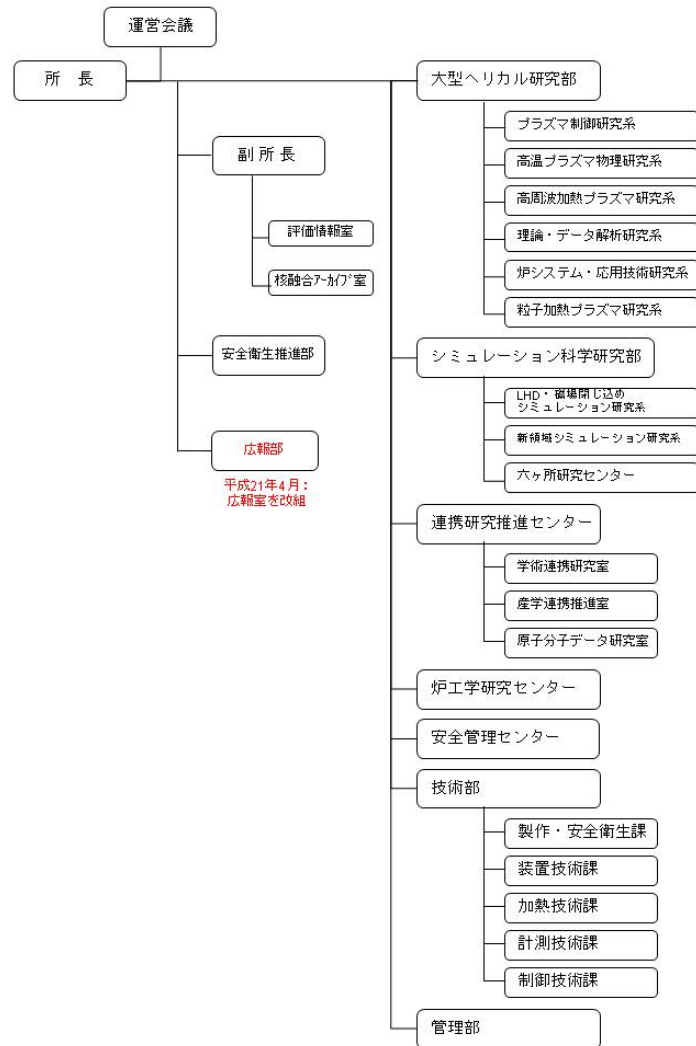 運営会議
所 長
副 所 長
評価情報室
核融合ｱｰｶｲﾌﾞ室
安全衛生推進部
広報部
平成21年4月：
広報室を改組
大型ヘリカル研究部
プラズマ制御研究系
高温プラズマ物理研究系
高周波加熱プラズマ研究系
理論・データ解析研究系
炉システム・応用技術研究系
粒子加熱プラズマ研究系
シミュレーション科学研究部
LHD・磁場閉じ込め
シミュレーション研究系
新領域シミュレーション研究系
六ヶ所研究センター
連携研究推進センター
学術連携研究室
産学連携推進室
原子分子データ研究室
炉工学研究センター
安全管理センター
技術部
製作・安全衛生課
装置技術課
加熱技術課
計測技術課
制御技術課
管理部